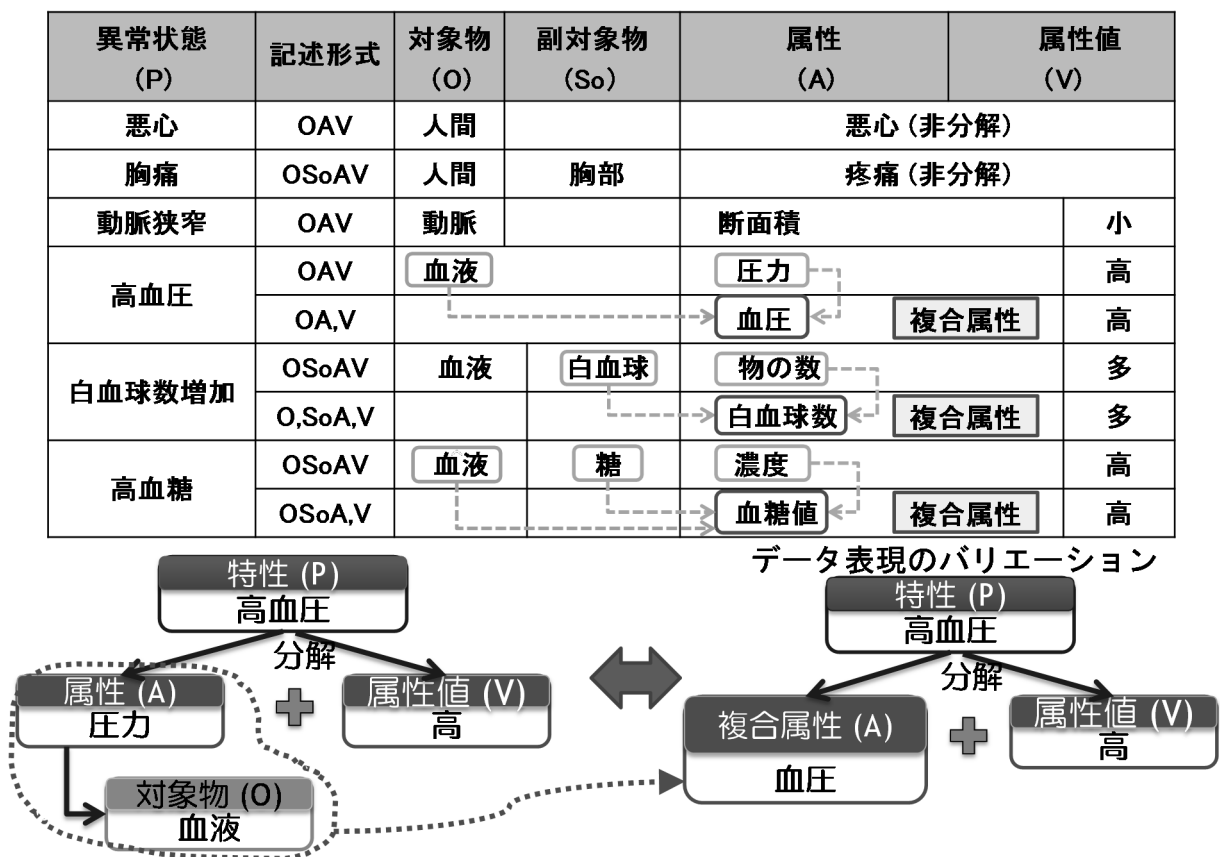 異常状態 (P) 記述形式 対象物 (O) 副対象物 (So) 属性 (A) 属性値 (V)
悪心 OAV 人間 悪心 (非分解)
胸痛 OSoAV 人間 胸部 疼痛 (非分解)
動脈狭窄 OAV 動脈 断面積 小
高血圧 OAV 血液 圧力 高
OA,V 血圧 複合属性 高
白血球数増加 OSoAV 血液 白血球 物の数 多
O,SoA,V 白血球数 複合属性 多
高血糖 OSoAV 血液 糖 濃度 高
OSoA,V 血糖値 複合属性 高
データ表現のバリエーション
特性 (P)
高血圧
分解
属性 (A)
圧力
属性値 (V)
高
対象物 (O)
血液
特性 (P)
高血圧
分解
複合属性 (A)
血圧
属性値 (V)
高